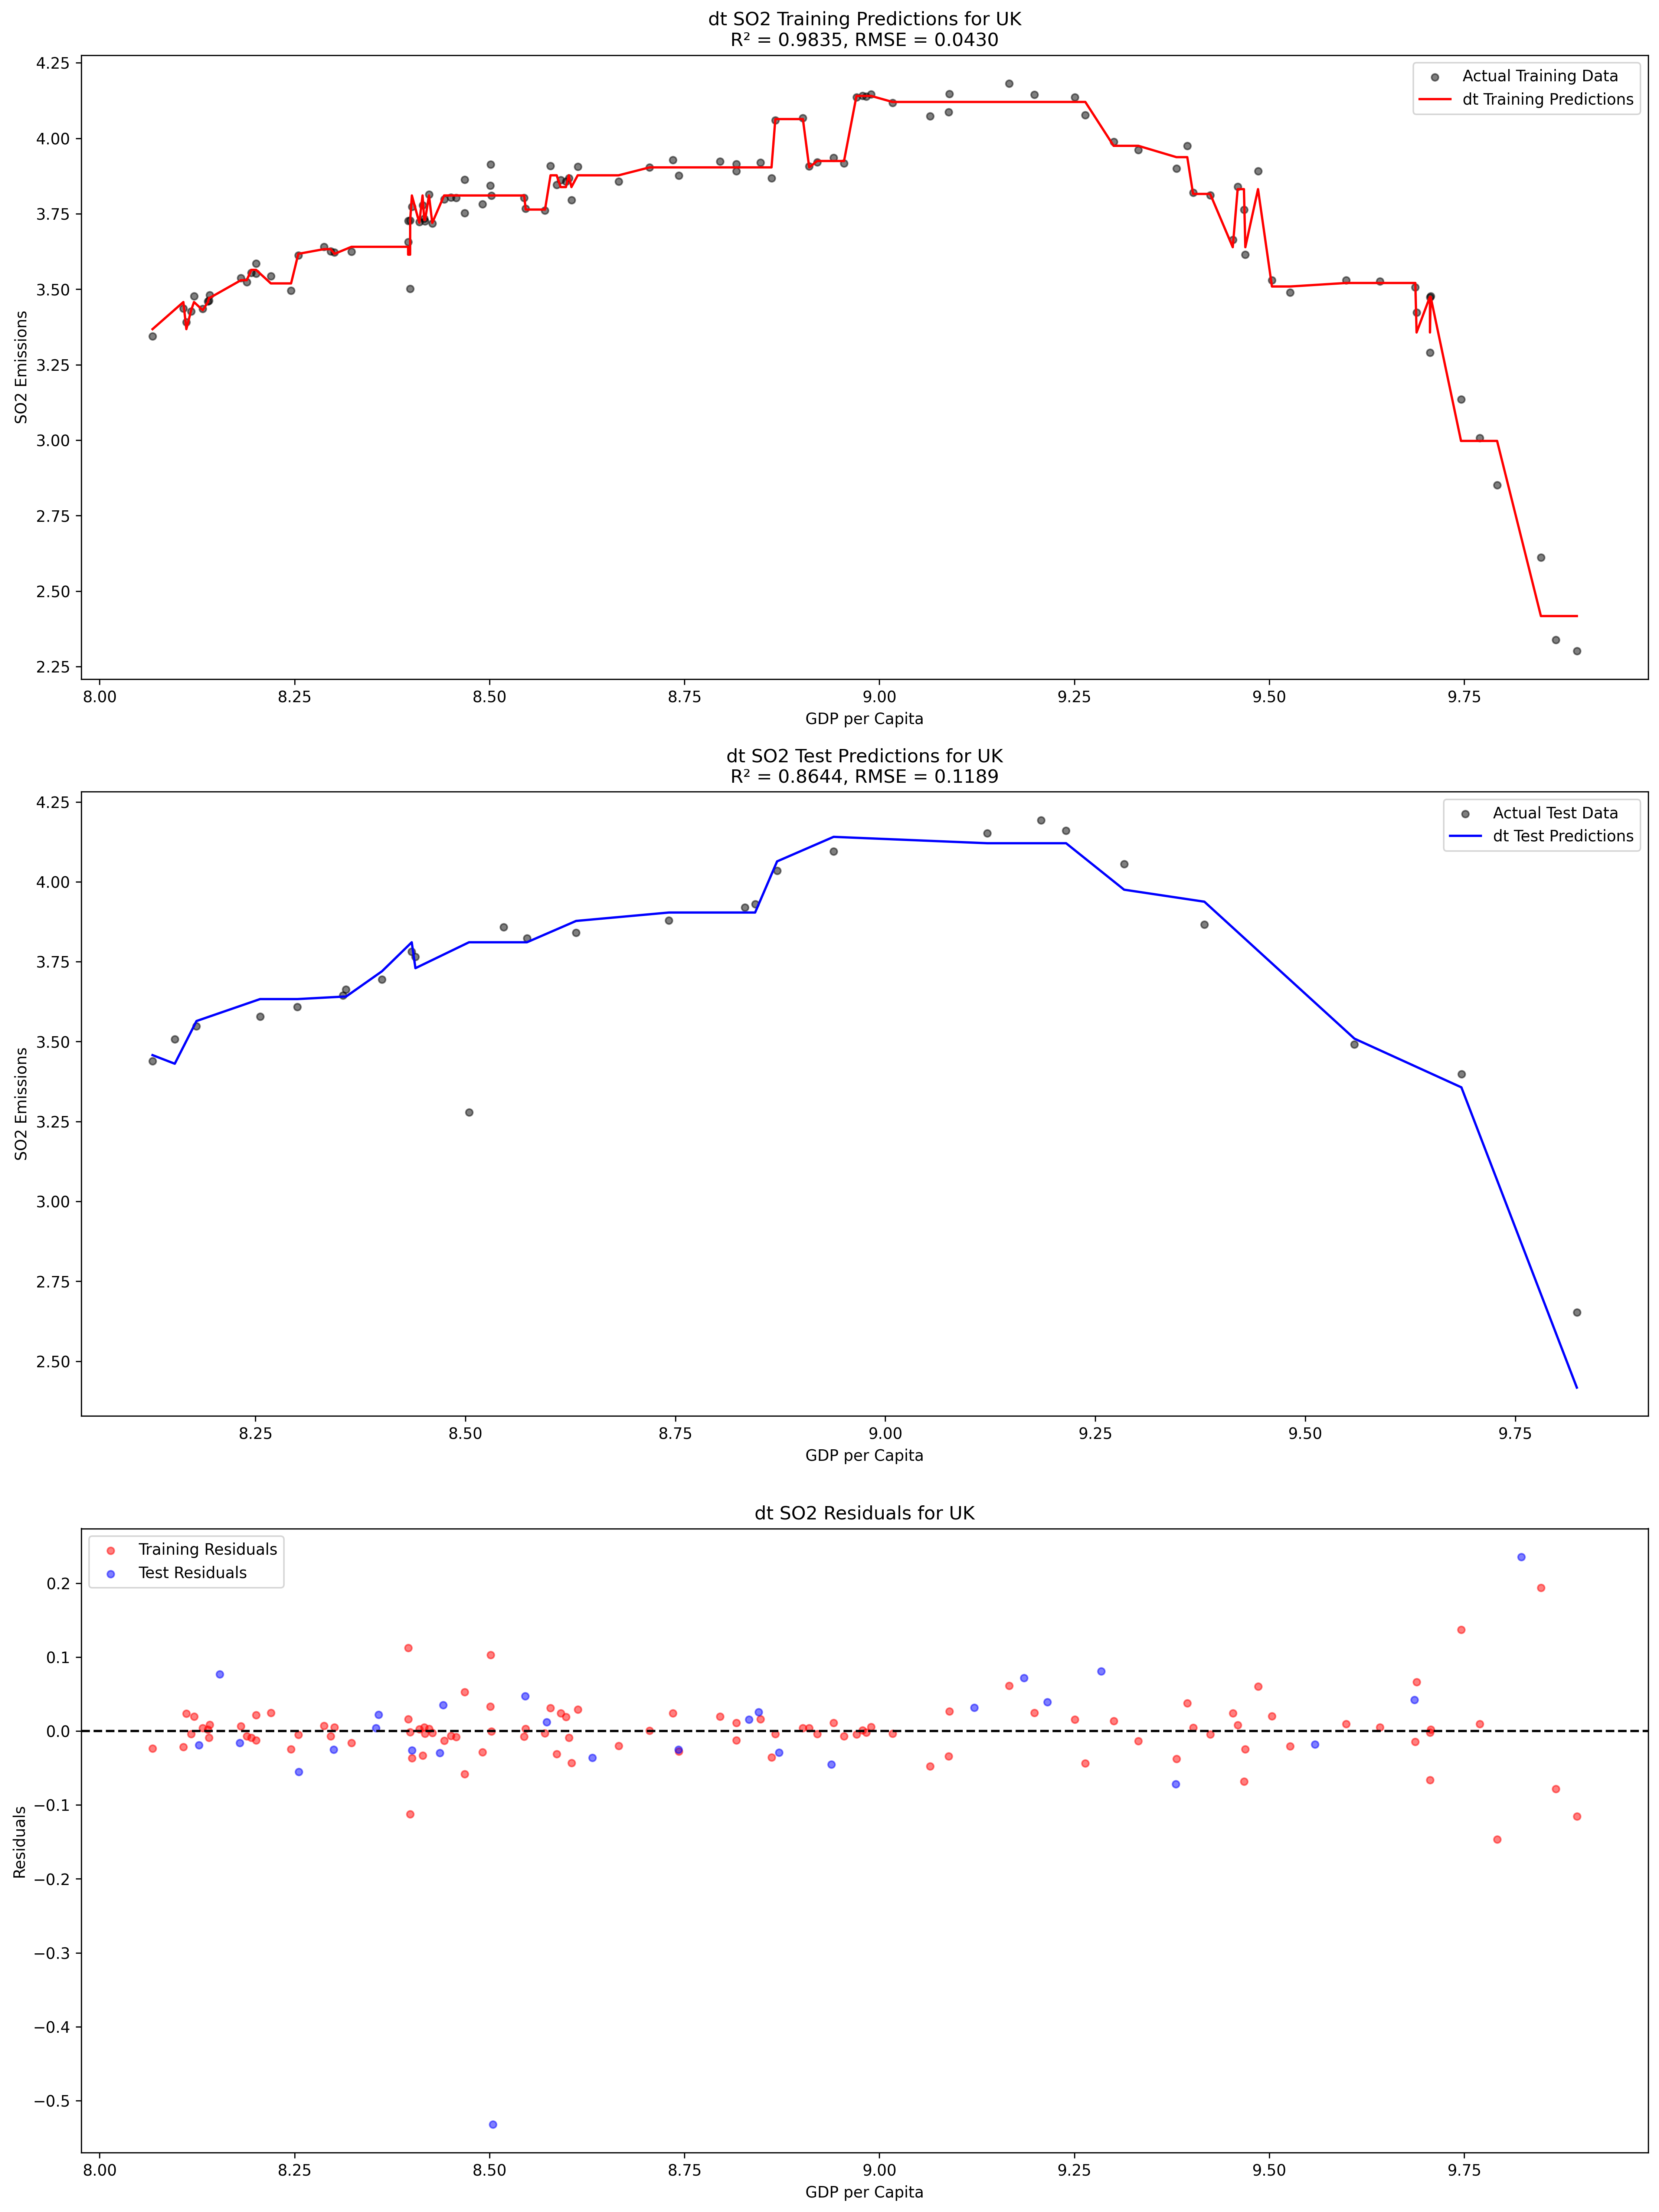 dt SO2 Training Predictions for UK
R² = 0.9835, RMSE = 0.0430
Actual Training Data
dt Training Predictions
SO2 Emissions
4.25
4.00
3.75
3.50
3.25
3.00
2.75
2.50
2.25
8.00 8.25 8.50 8.75 9.00 9.25 9.50 9.75
GDP per Capita
dt SO2 Test Predictions for UK
R² = 0.8644, RMSE = 0.1189
Actual Test Data
dt Test Predictions
SO2 Emissions
4.25
4.00
3.75
3.50
3.25
3.00
2.75
2.50
8.25 8.50 8.75 9.00 9.25 9.50 9.75
GDP per Capita
dt SO2 Residuals for UK
Training Residuals
Test Residuals
Residuals
0.2
0.1
0.0
−0.1
−0.2
−0.3
−0.4
−0.5
8.00 8.25 8.50 8.75 9.00 9.25 9.50 9.75
GDP per Capita